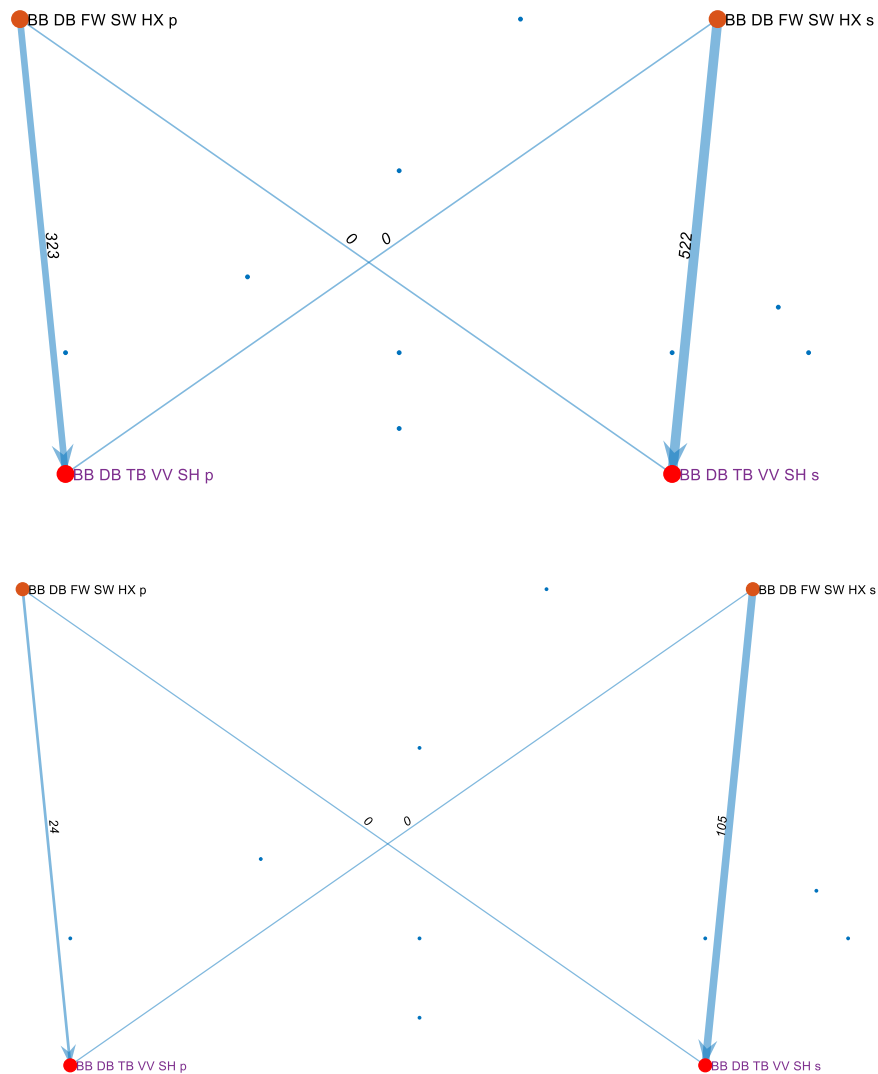 BB DB FW SW HX p
BB DB FW SW HX s
323
0
0
522
BB DB TB VV SH p
BB DB TB VV SH s
BB DB FW SW HX p
BB DB FW SW HX s
24
0
0
105
BB DB TB VV SH p
BB DB TB VV SH s